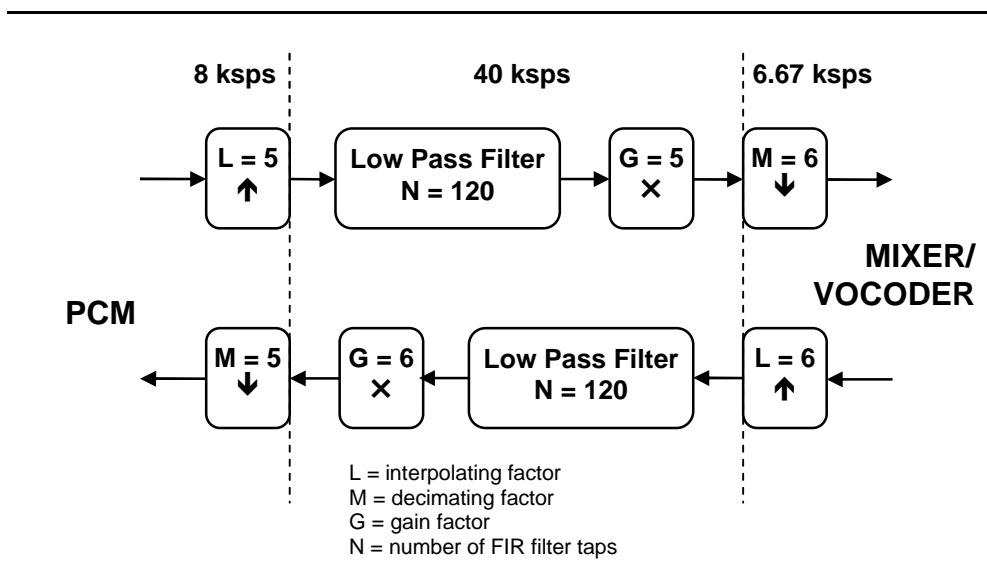 8 ksps
40 ksps
6.67 ksps
L = 5
↑
Low Pass Filter
N = 120
G = 5
×
M = 6
↓
MIXER/
VOCODER
PCM
M = 5
↓
G = 6
×
Low Pass Filter
N = 120
L = 6
↑
L = interpolating factor
M = decimating factor
G = gain factor
N = number of FIR filter taps